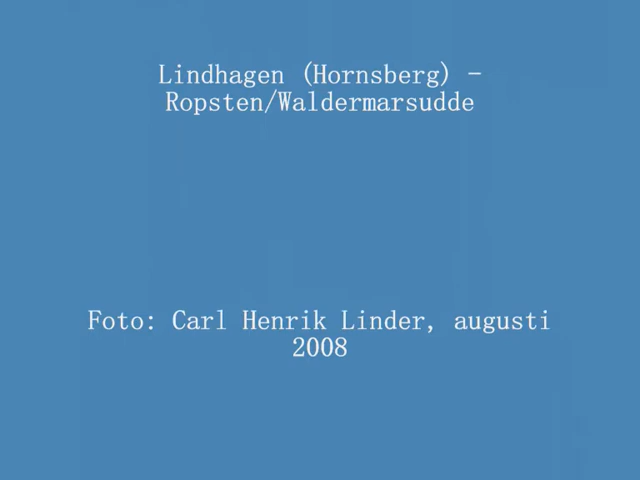 Lindhagen (Hornsberg) -
Ropsten/Waldermarsudde
Foto: Carl Henrik Linder, augusti
2008